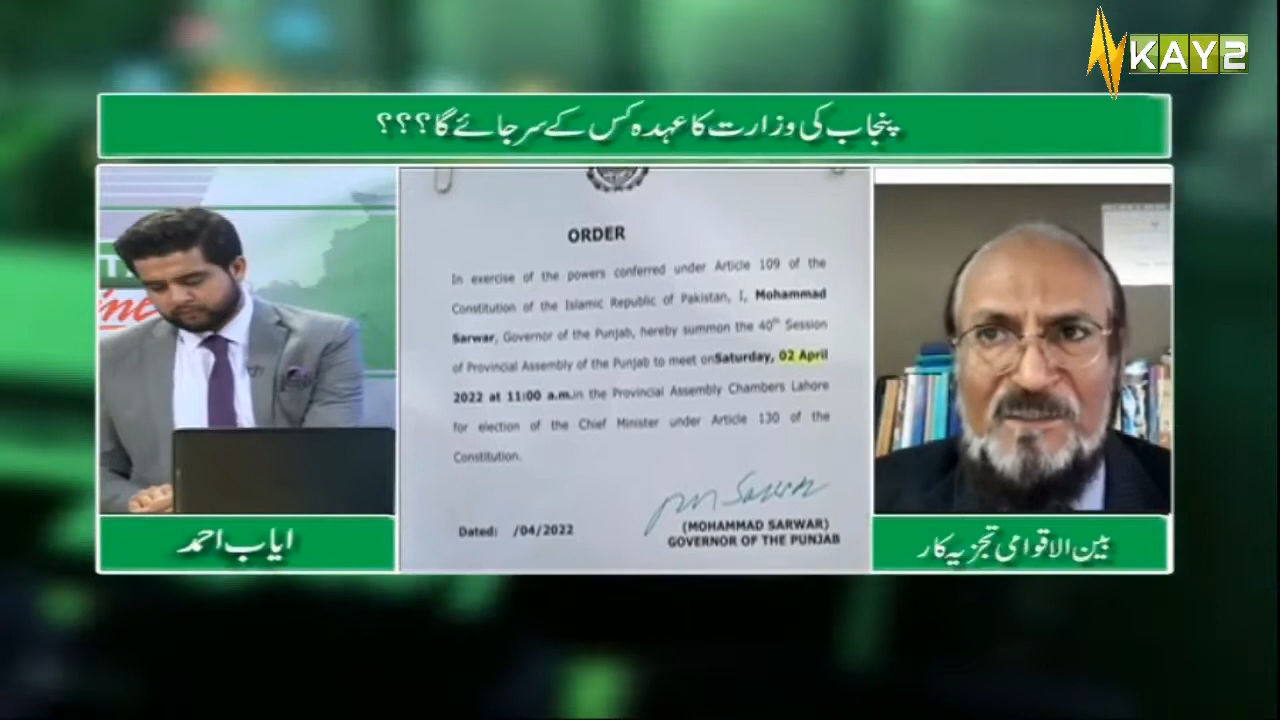 KAY2
پنجاب کی وزارت کا عہدہ کس کے سر جائے گا؟؟؟
ORDER
In exercise of the powers conferred under Article 109 of the
Constitution of the Islamic Republic of Pakistan, I, Mohammad
Sarwar, Governor of the Punjab, hereby summon the 40th Session
of Provincial Assembly of the Punjab to meet onSaturday, 02 April
2022 at 11:00 a.m.in the Provincial Assembly Chambers Lahore
for election of the Chief Minister under Article 130 of the
Constitution.
Dated: /04/2022
(MOHAMMAD SARWAR)
GOVERNOR OF THE PUNJAB
ایاب احمد
بین الاقوامی تجزیہ کار